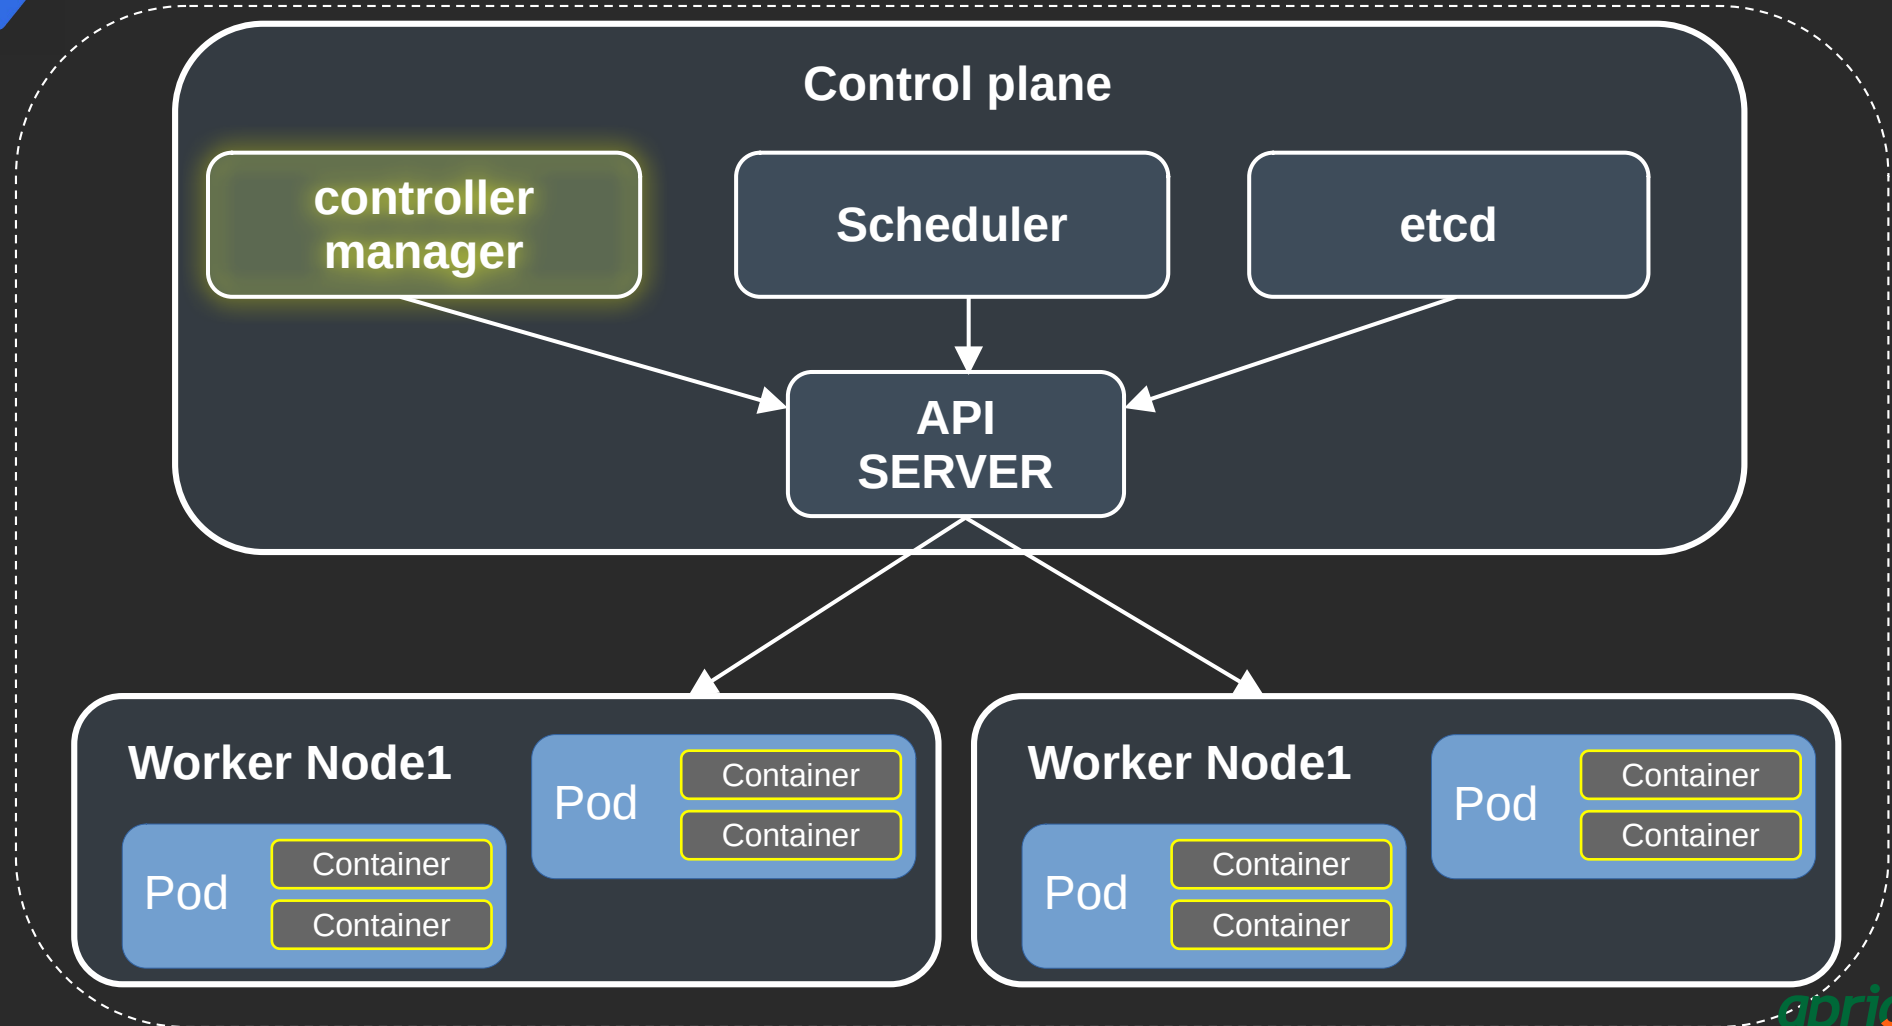 Control plane
controller
manager
Scheduler
etcd
API
SERVER
Worker Node1
Pod
Container
Container
Pod
Container
Container
Worker Node1
Pod
Container
Container
Pod
Container
Container